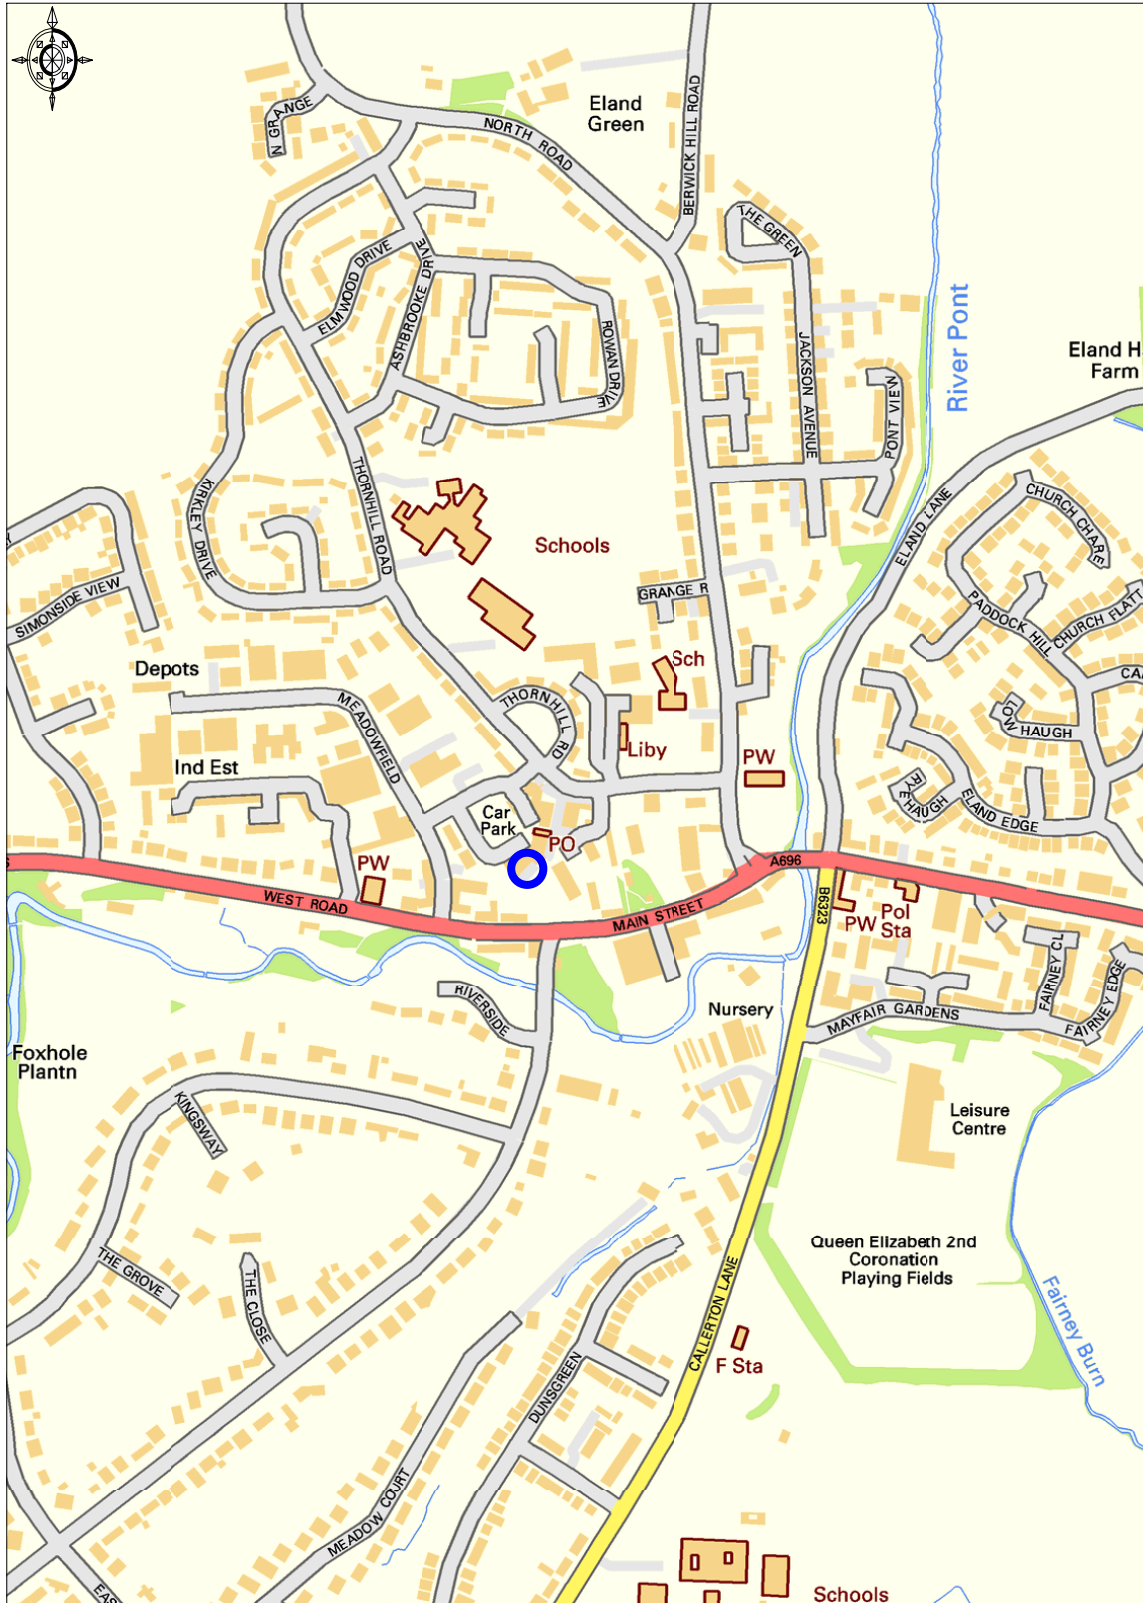 N GRANGE
NORTH ROAD
Eland
Green
BERWICK HILL ROAD
THE GREEN
ELMWOOD DRIVE
ASHBROOKE DRIVE
ROWAN DRIVE
JACKSON AVENUE
PONT VIEW
River Pont
Eland H
Farm
KIRKLEY DRIVE
THORNHILL ROAD
Schools
ELAND LANE
CHURCH CHARE
SIMONSIDE VIEW
GRANGE R
PADDOCK HILL
CHURCH FLATT
Depots
MEADOWFIELD
THORNHILL RD
Sch
Liby
PW
LOW HAUGH
CA
Ind Est
Car
Park
PO
RYE HAUGH
ELAND EDGE
PW
WEST ROAD
MAIN STREET
A696
B6323
PW
Pol
Sta
FAIRNEY CL
FAIRNEY EDGE
RIVERSIDE
Nursery
MAYFAIR GARDENS
Foxhole
Plantn
KINGSWAY
Leisure
Centre
THE GROVE
THE CLOSE
Queen Elizabeth 2nd
Coronation
Playing Fields
CALLERTON LANE
Fairney Burn
F Sta
DUNSGREEN
MEADOW COURT
EAS
Schools